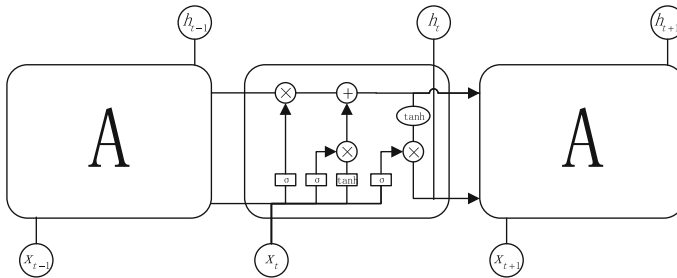 h_{t-1}
h_t
h_{t+1}
A
A
×
+
tanh
×
×
σ
σ
tanh
σ
X_{t-1}
X_t
X_{t+1}